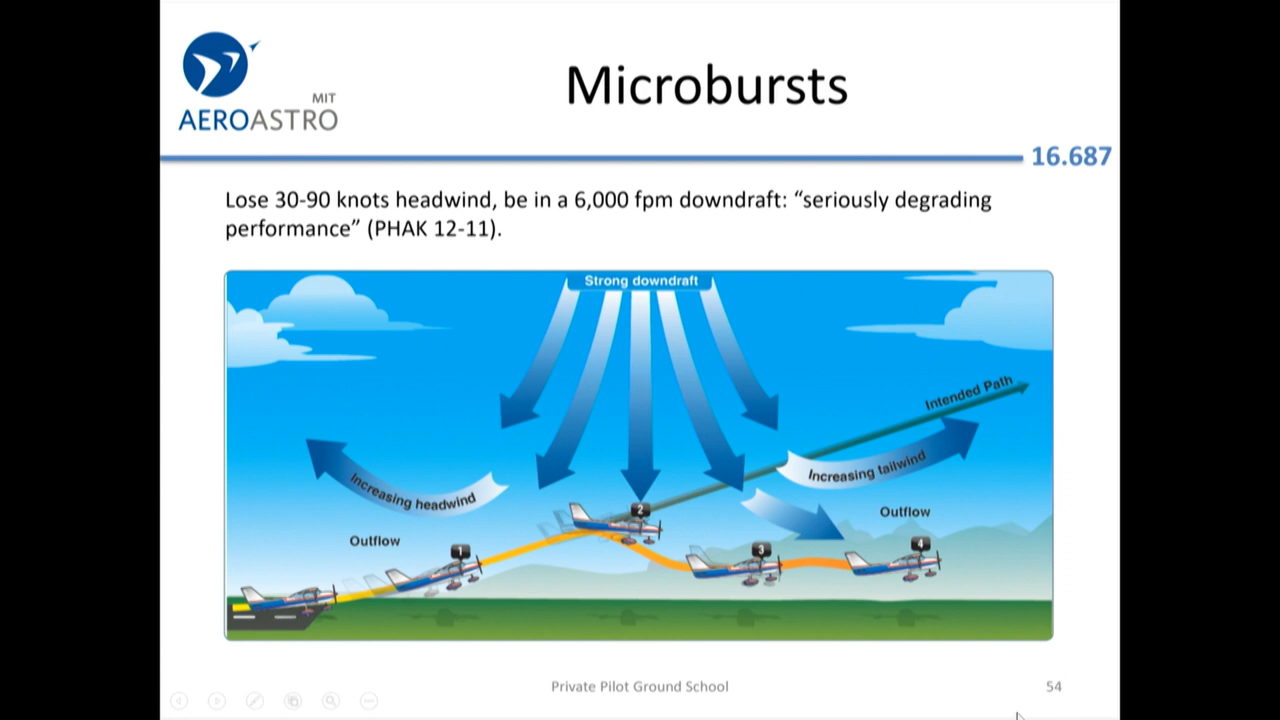 MIT
AEROASTRO
Microbursts
16.687
Lose 30-90 knots headwind, be in a 6,000 fpm downdraft: “seriously degrading
performance” (PHAK 12-11).
Strong downdraft
Intended Path
Increasing headwind
Increasing tailwind
Outflow
Outflow
1
2
3
4
Private Pilot Ground School
54